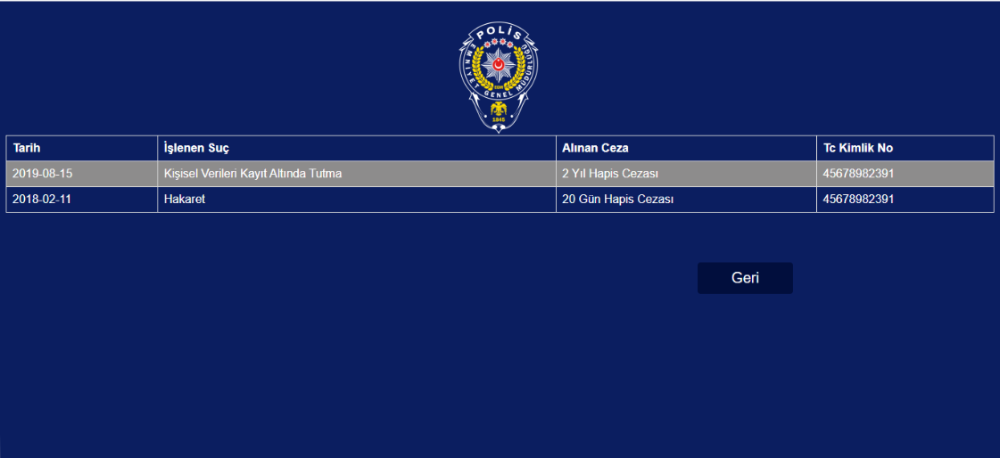 POLİS
EMNİYET GENEL MÜDÜRLÜĞÜ
1845
Tarih İşlenen Suç Alınan Ceza Tc Kimlik No
2019-08-15 Kişisel Verileri Kayıt Altında Tutma 2 Yıl Hapis Cezası 45678982391
2018-02-11 Hakaret 20 Gün Hapis Cezası 45678982391
Geri